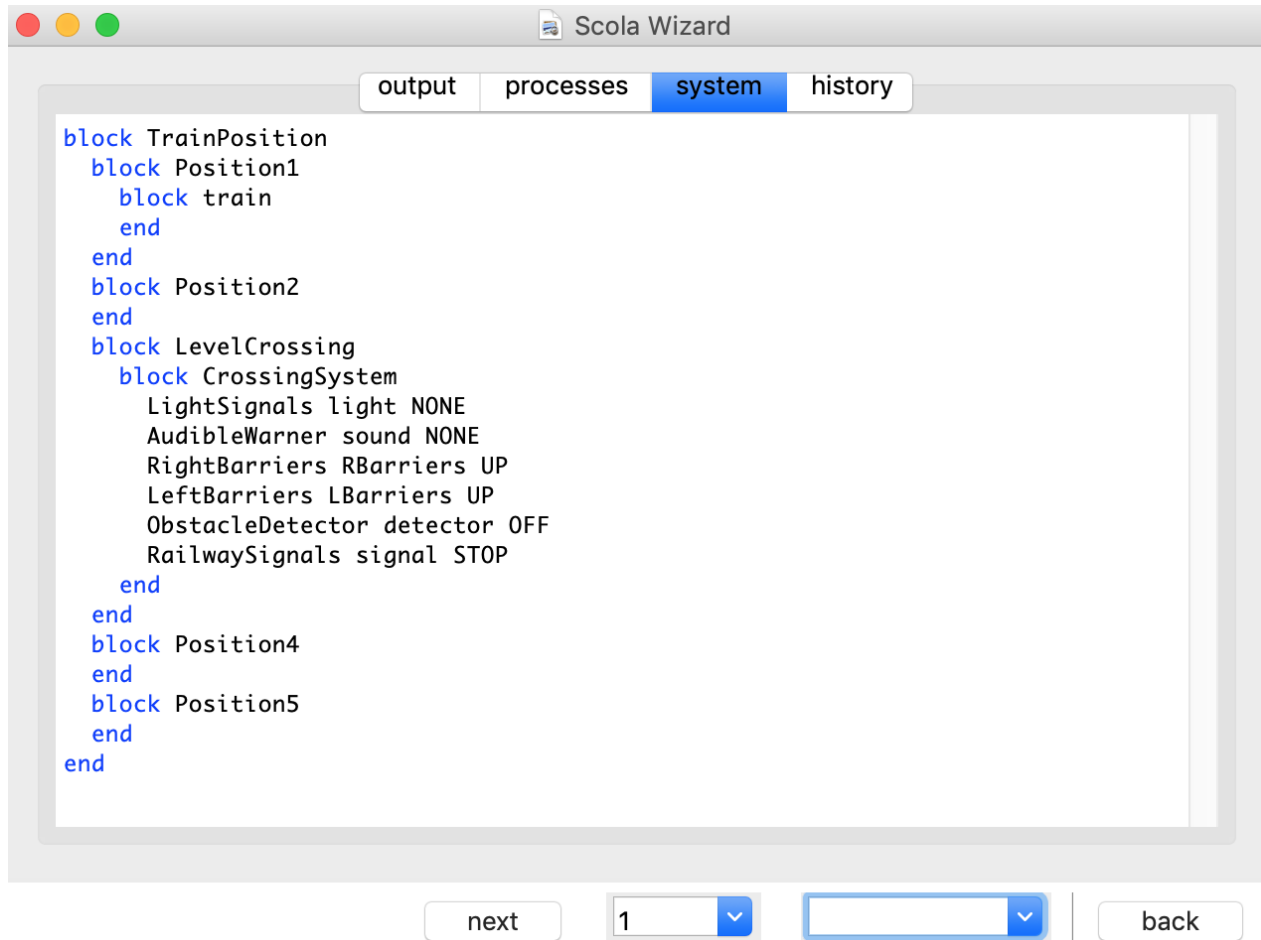 Scola Wizard
output processes system history
block TrainPosition
  block Position1
    block train
    end
  end
  block Position2
  end
  block LevelCrossing
    block CrossingSystem
      LightSignals light NONE
      AudibleWarner sound NONE
      RightBarriers RBarriers UP
      LeftBarriers LBarriers UP
      ObstacleDetector detector OFF
      RailwaySignals signal STOP
    end
  end
  block Position4
  end
  block Position5
  end
end
next 1 back